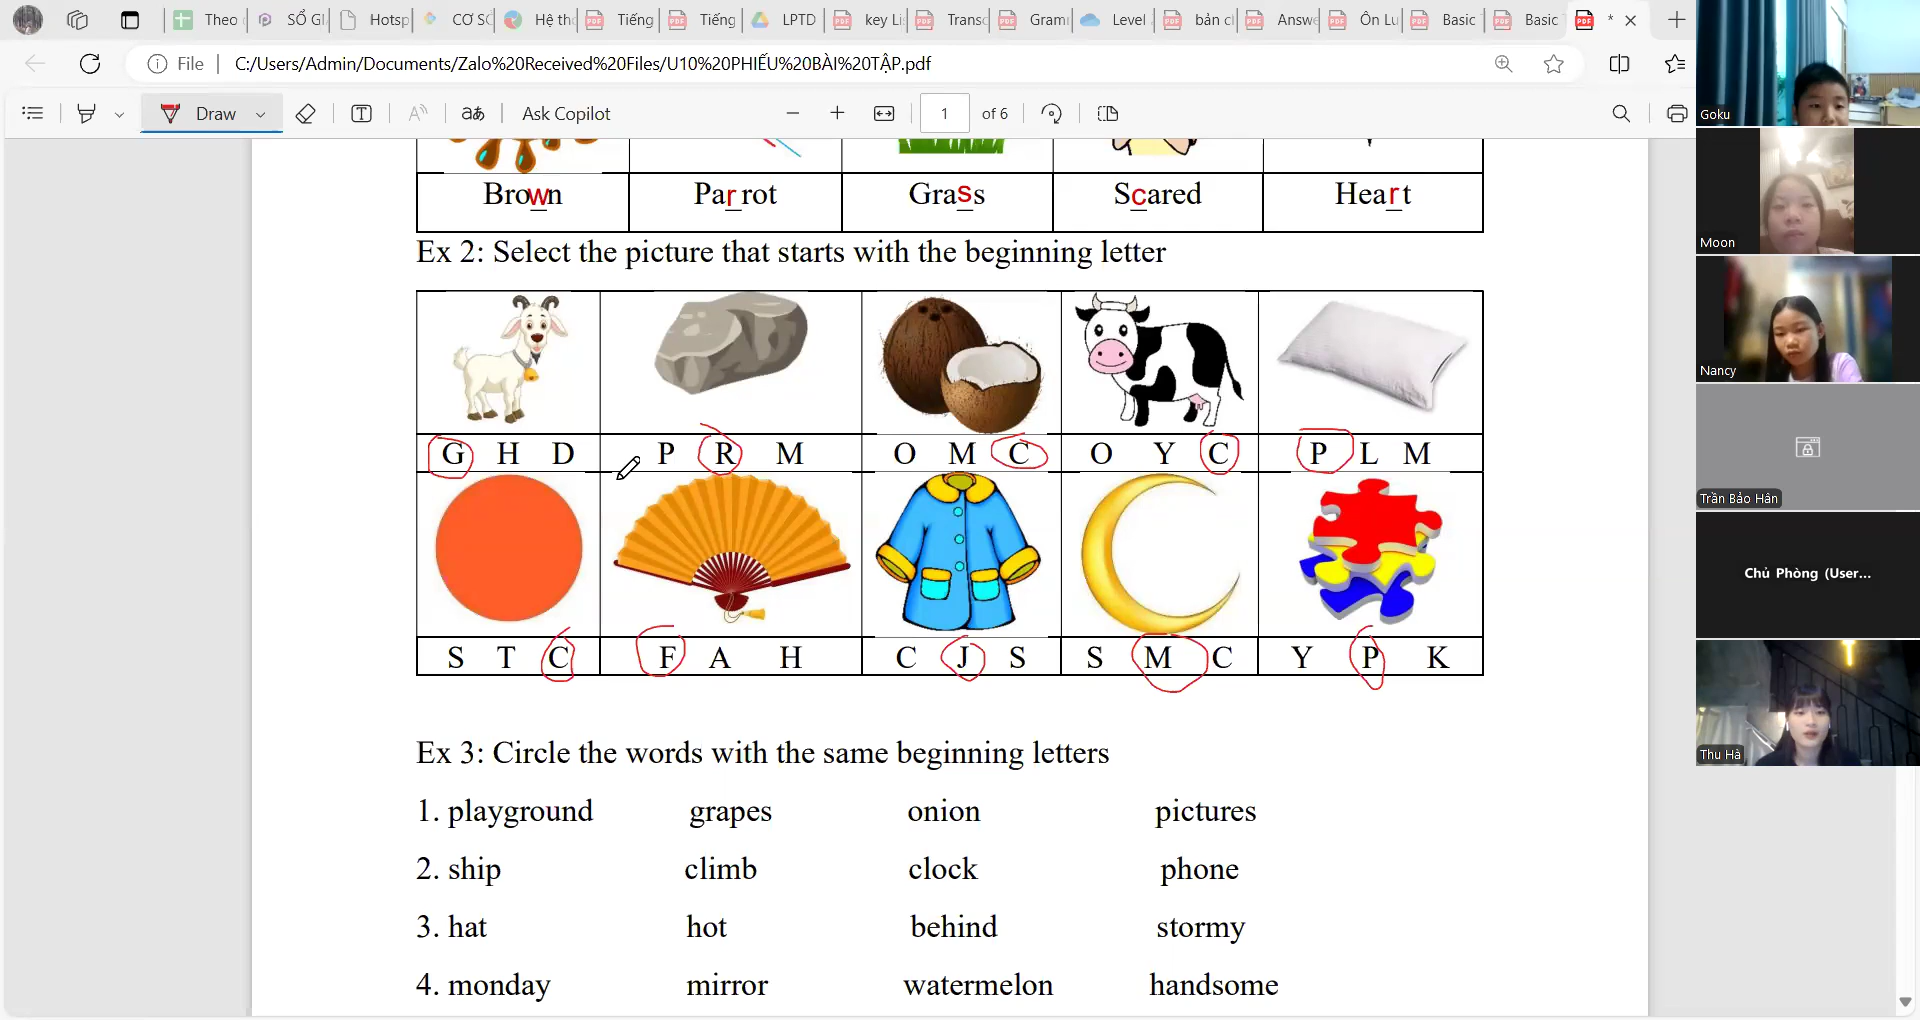 Theo
SỔ GI
Hotsp
CƠ SC
Hệ th
Tiếng
Tiếng
LPTD
key Li
Transc
Gram
Level
bản cl
Answe
Ôn Lu
Basic
Basic
*
File
C:/Users/Admin/Documents/Zalo%20Received%20Files/U10%20PHIẾU%20BÀI%20TẬP.pdf
Draw
T
aあ
Ask Copilot
1 of 6
Brown Parrot Grass Scared Heart
Ex 2: Select the picture that starts with the beginning letter
G H D P R M O M C O Y C P L M
S T C F A H C J S S M C Y P K
Ex 3: Circle the words with the same beginning letters
1. playground grapes onion pictures
2. ship climb clock phone
3. hat hot behind stormy
4. monday mirror watermelon handsome
Goku
Moon
Nancy
Trần Bảo Hân
Chủ Phòng (User...
Thu Hà